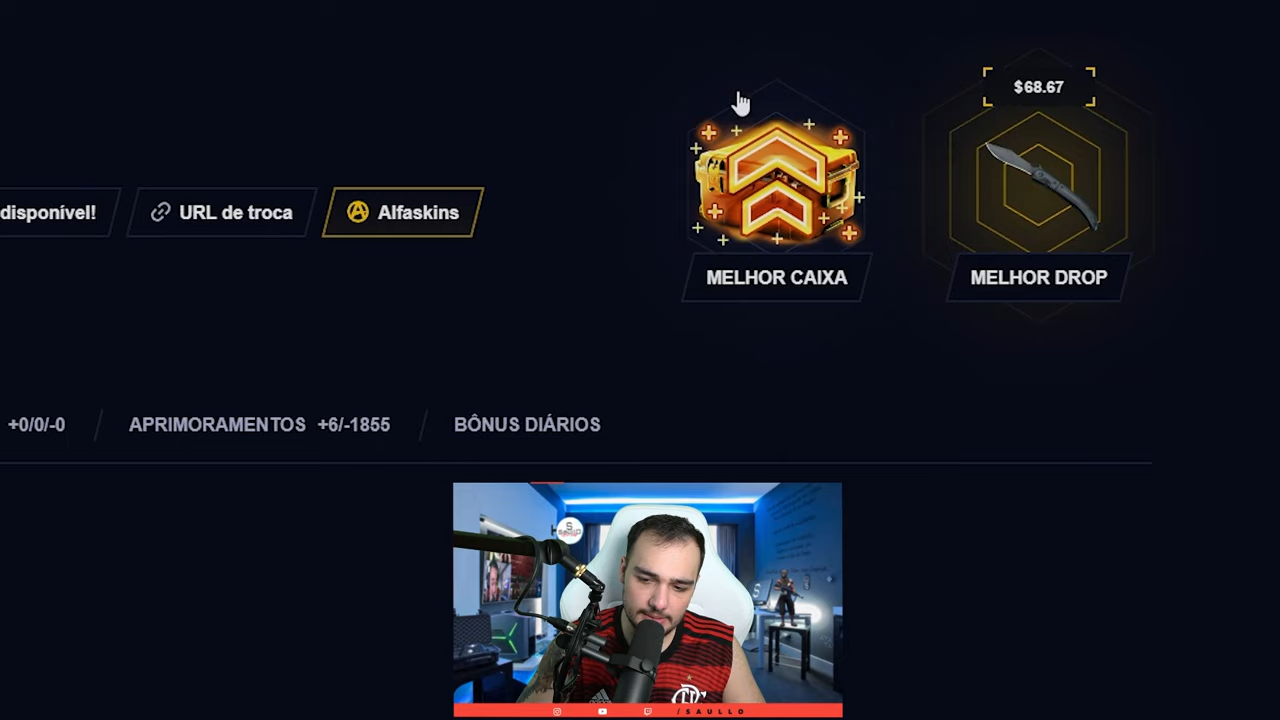 $68.67
disponível!
URL de troca
Alfaskins
MELHOR CAIXA
MELHOR DROP
+0/0/-0
APRIMORAMENTOS +6/-1855
BÔNUS DIÁRIOS
/SAULLO